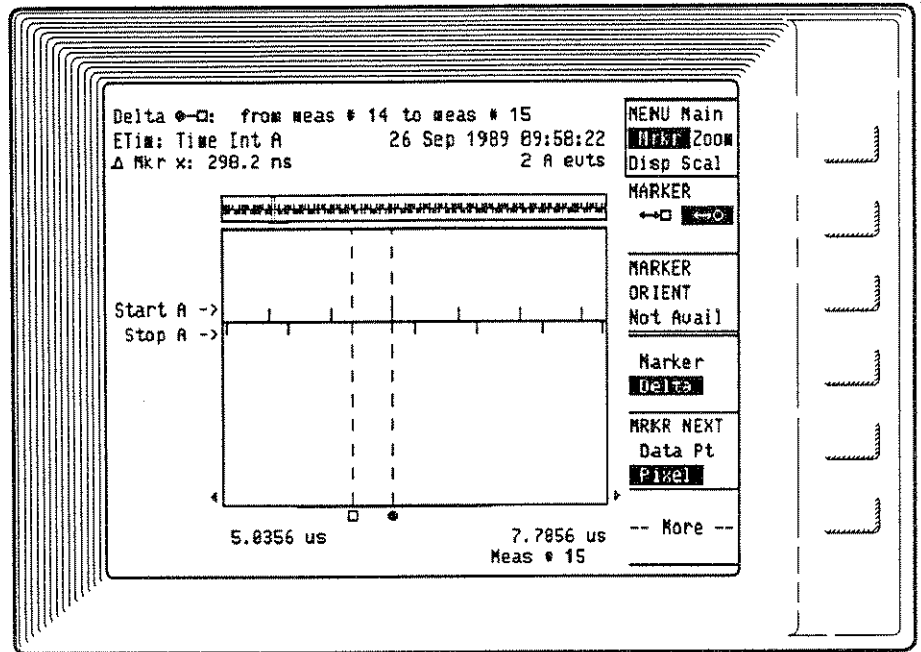 Delta ●-□: from meas # 14 to meas # 15
ETim: Time Int A 26 Sep 1989 09:58:22
Δ Mkr x: 298.2 ns 2 A evts
Start A ->
Stop A ->
5.0356 us 7.7856 us
Meas # 15
MENU Main
Mrkr Zoom
Disp Scal
MARKER
↔□ ↔○
MARKER
ORIENT
Not Avail
Marker
Delta
MRKR NEXT
Data Pt
Pixel
-- More --